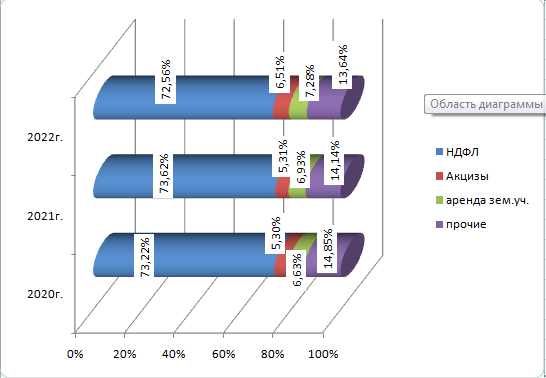 72,56%
6,51%
7,28%
13,64%
Область диаграммы
2022г.
НДФЛ
73,62%
5,31%
6,93%
14,14%
Акцизы
аренда зем.уч.
2021г.
прочие
73,22%
5,30%
6,63%
14,85%
2020г.
0% 20% 40% 60% 80% 100%